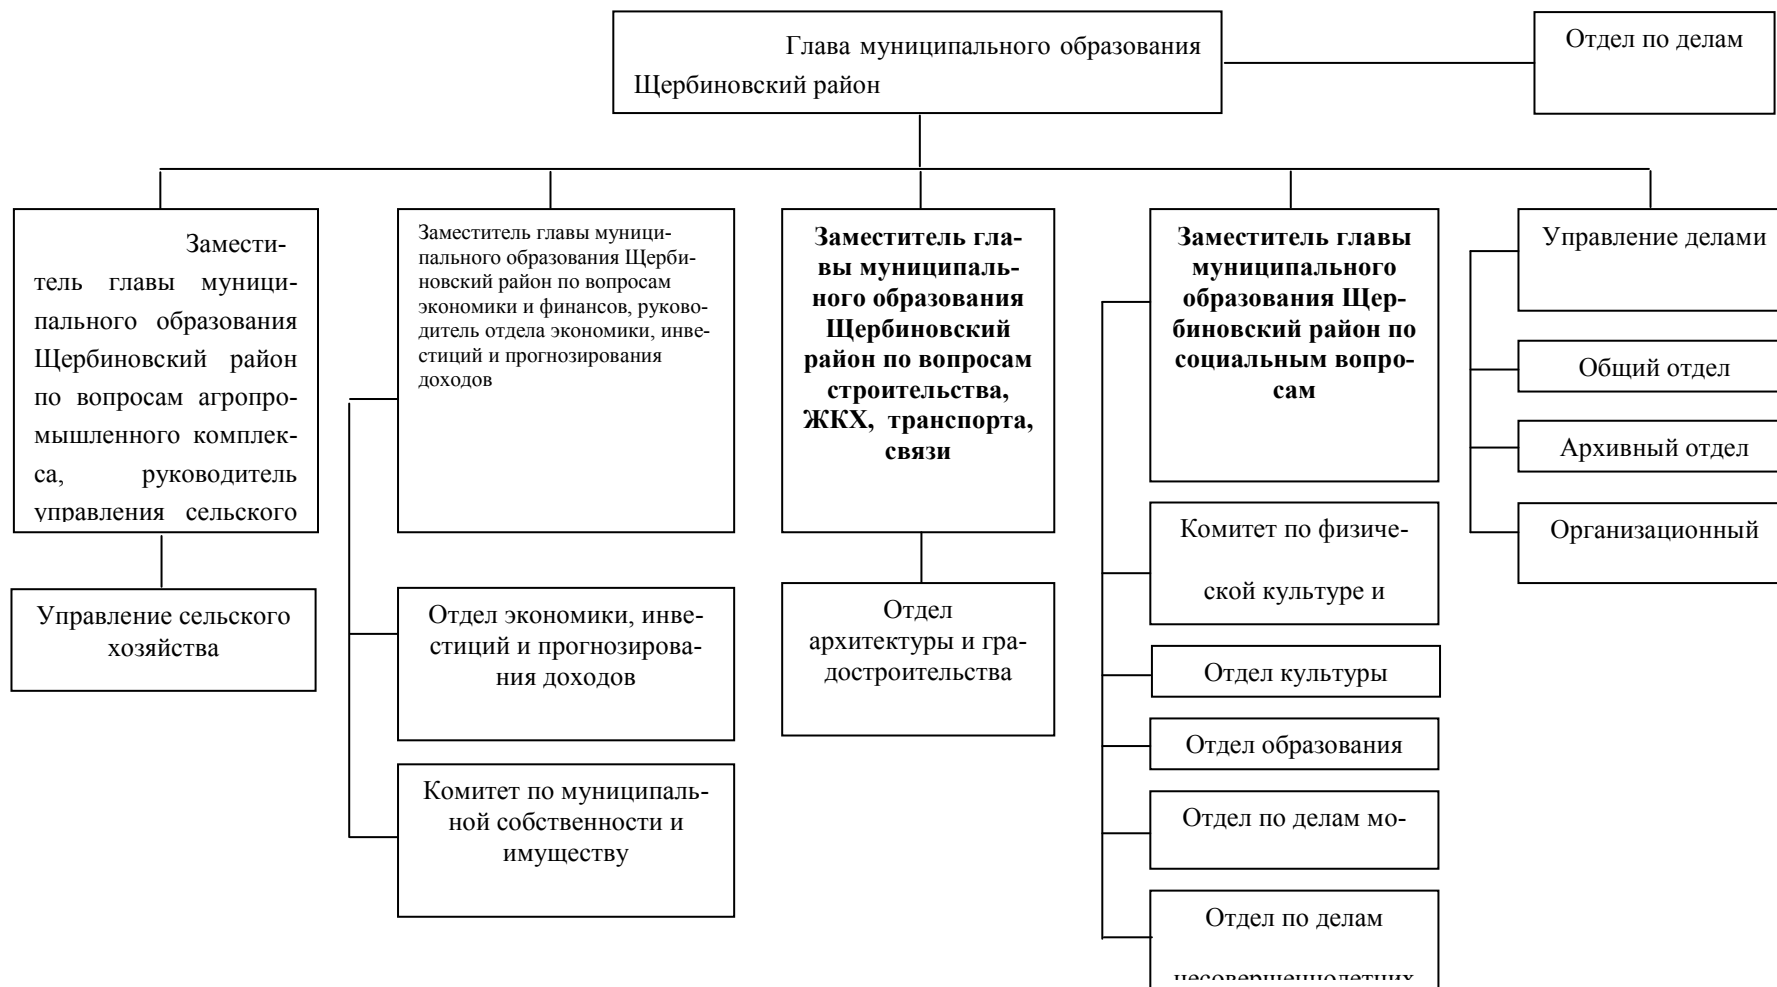 Глава муниципального образования
Щербиновский район
Отдел по делам
Замести-
тель главы муници-
пального образования
Щербиновский район
по вопросам агропро-
мышленного комплек-
са, руководитель
управления сельского
Заместитель главы муници-
пального образования Щерби-
новский район по вопросам
экономики и финансов, руково-
дитель отдела экономики, инве-
стиций и прогнозирования
доходов
Заместитель гла-
вы муниципаль-
ного образования
Щербиновский
район по вопросам
строительства,
ЖКХ, транспорта,
связи
Заместитель главы
муниципального
образования Щер-
биновский район по
социальным вопро-
сам
Управление делами
Общий отдел
Архивный отдел
Организационный
Управление сельского
хозяйства
Отдел экономики, инве-
стиций и прогнозирова-
ния доходов
Комитет по муниципаль-
ной собственности и
имуществу
Отдел
архитектуры и гра-
достроительства
Комитет по физиче-
ской культуре и
Отдел культуры
Отдел образования
Отдел по делам мо-
Отдел по делам
несовершеннолетних